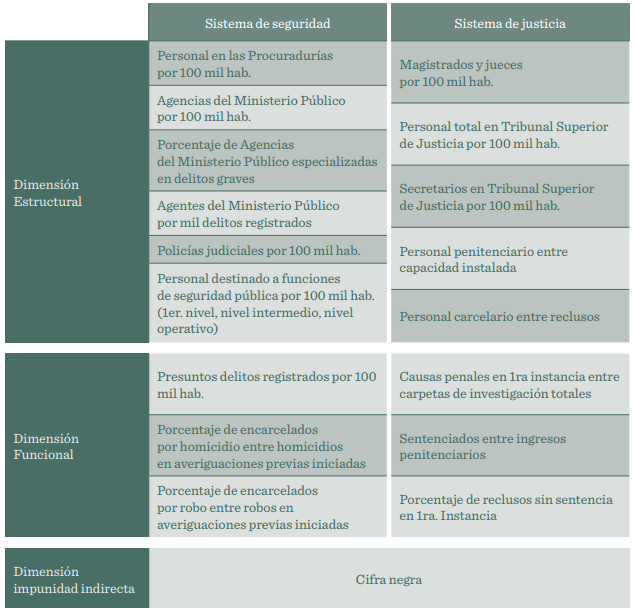 Sistema de seguridad
Sistema de justicia
Dimensión
Estructural
Personal en las Procuradurías
por 100 mil hab.
Agencias del Ministerio Público
por 100 mil hab.
Porcentaje de Agencias
del Ministerio Público especializadas
en delitos graves
Agentes del Ministerio Público
por mil delitos registrados
Policías judiciales por 100 mil hab.
Personal destinado a funciones
de seguridad pública por 100 mil hab.
(1er. nivel, nivel intermedio, nivel
operativo)
Magistrados y jueces
por 100 mil hab.
Personal total en Tribunal Superior
de Justicia por 100 mil hab.
Secretarios en Tribunal Superior
de Justicia por 100 mil hab.
Personal penitenciario entre
capacidad instalada
Personal carcelario entre reclusos
Dimensión
Funcional
Presuntos delitos registrados por 100
mil hab.
Porcentaje de encarcelados
por homicidio entre homicidios
en averiguaciones previas iniciadas
Porcentaje de encarcelados
por robo entre robos en
averiguaciones previas iniciadas
Causas penales en 1ra instancia entre
carpetas de investigación totales
Sentenciados entre ingresos
penitenciarios
Porcentaje de reclusos sin sentencia
en 1ra. Instancia
Dimensión
impunidad indirecta
Cifra negra